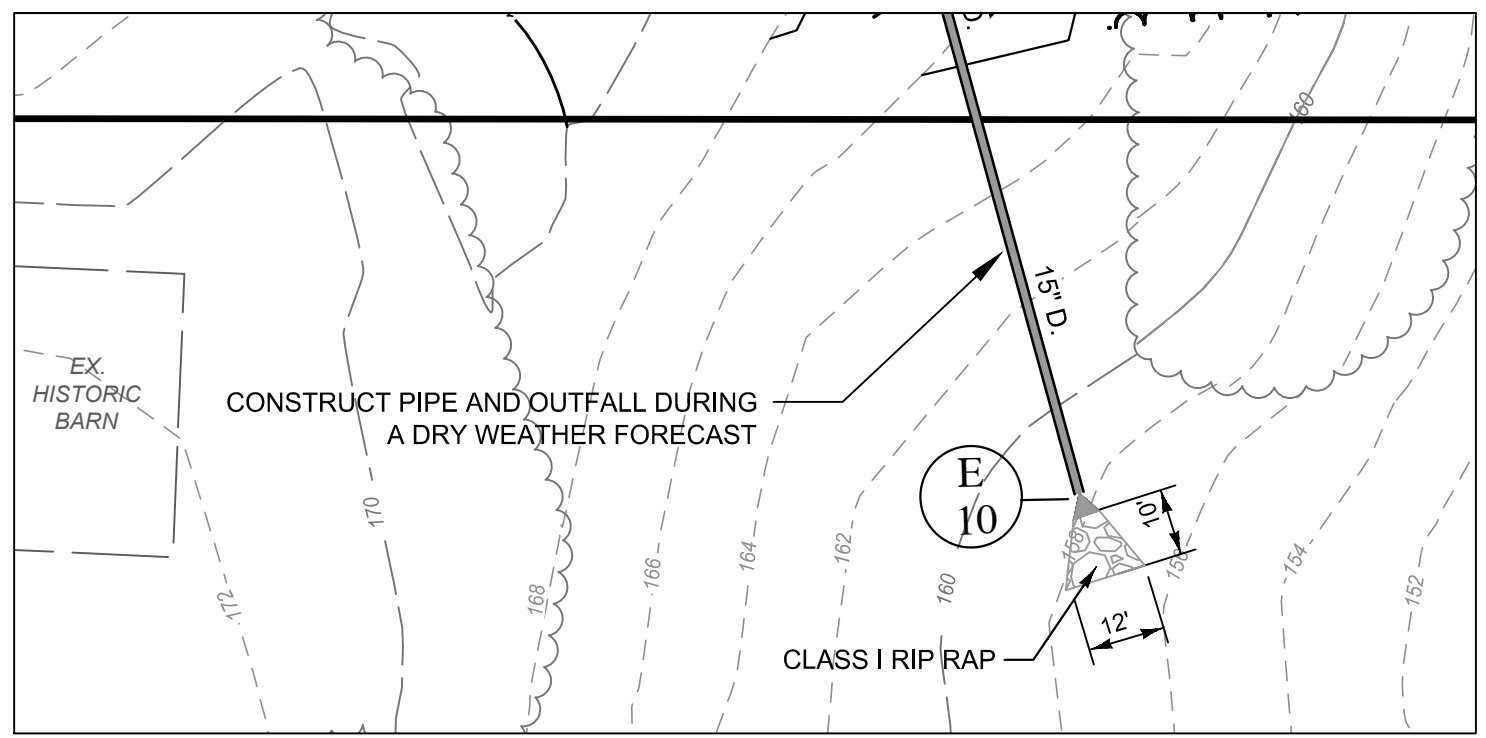 160
15" D.
EX.
HISTORIC
BARN
CONSTRUCT PIPE AND OUTFALL DURING
A DRY WEATHER FORECAST
E
10
10'
170
158
156
154
162
164
166
168
172
160
152
12'
CLASS I RIP RAP